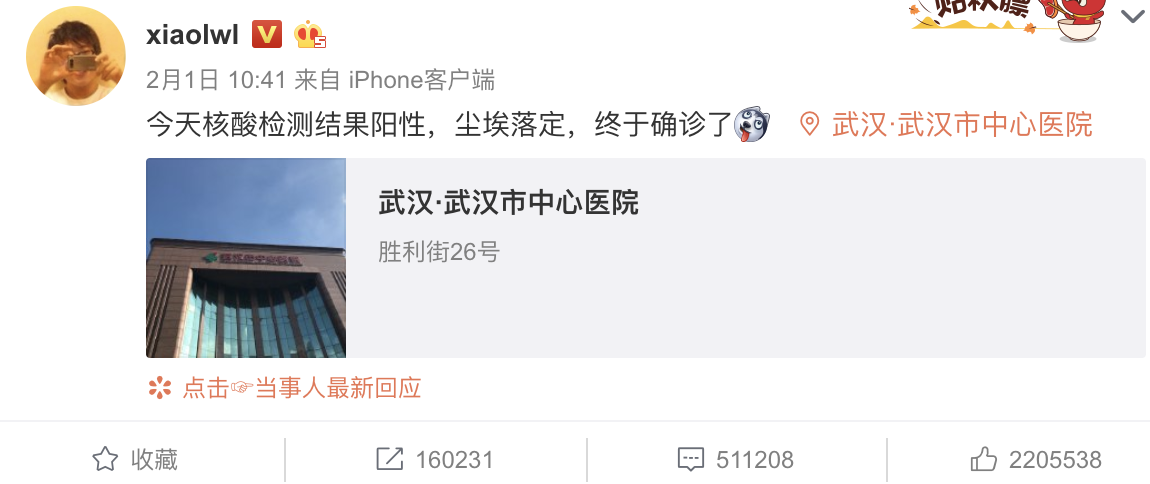 贴秋膘
xiaolwl
2月1日 10:41 来自 iPhone客户端
今天核酸检测结果阳性，尘埃落定，终于确诊了 武汉·武汉市中心医院
武汉·武汉市中心医院
胜利街26号
点击👉当事人最新回应
收藏 160231 511208 2205538